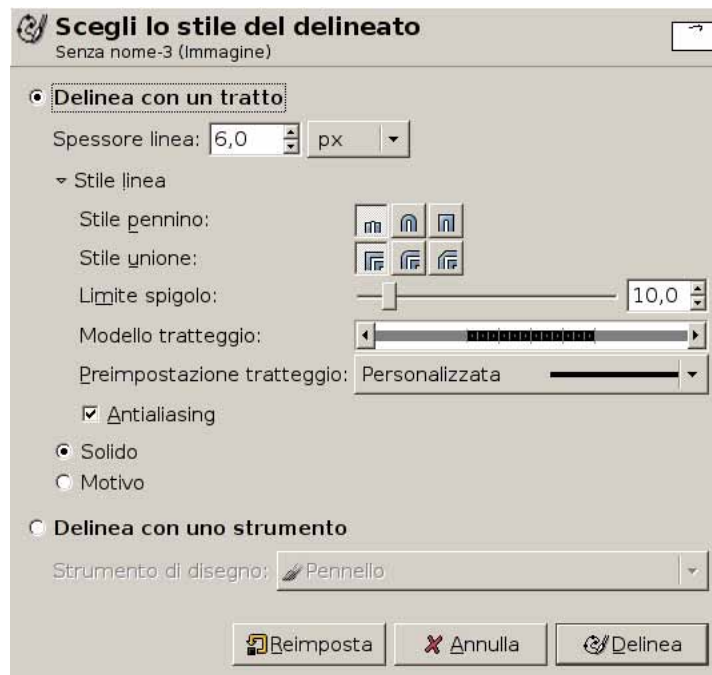 Scegli lo stile del delineato
Senza nome-3 (Immagine)
Delinea con un tratto
Spessore linea: 6,0 px
Stile linea
Stile pennino:
Stile unione:
Limite spigolo: 10,0
Modello tratteggio:
Preimpostazione tratteggio: Personalizzata
Antialiasing
Solido
Motivo
Delinea con uno strumento
Strumento di disegno: Pennello
Reimposta Annulla Delinea